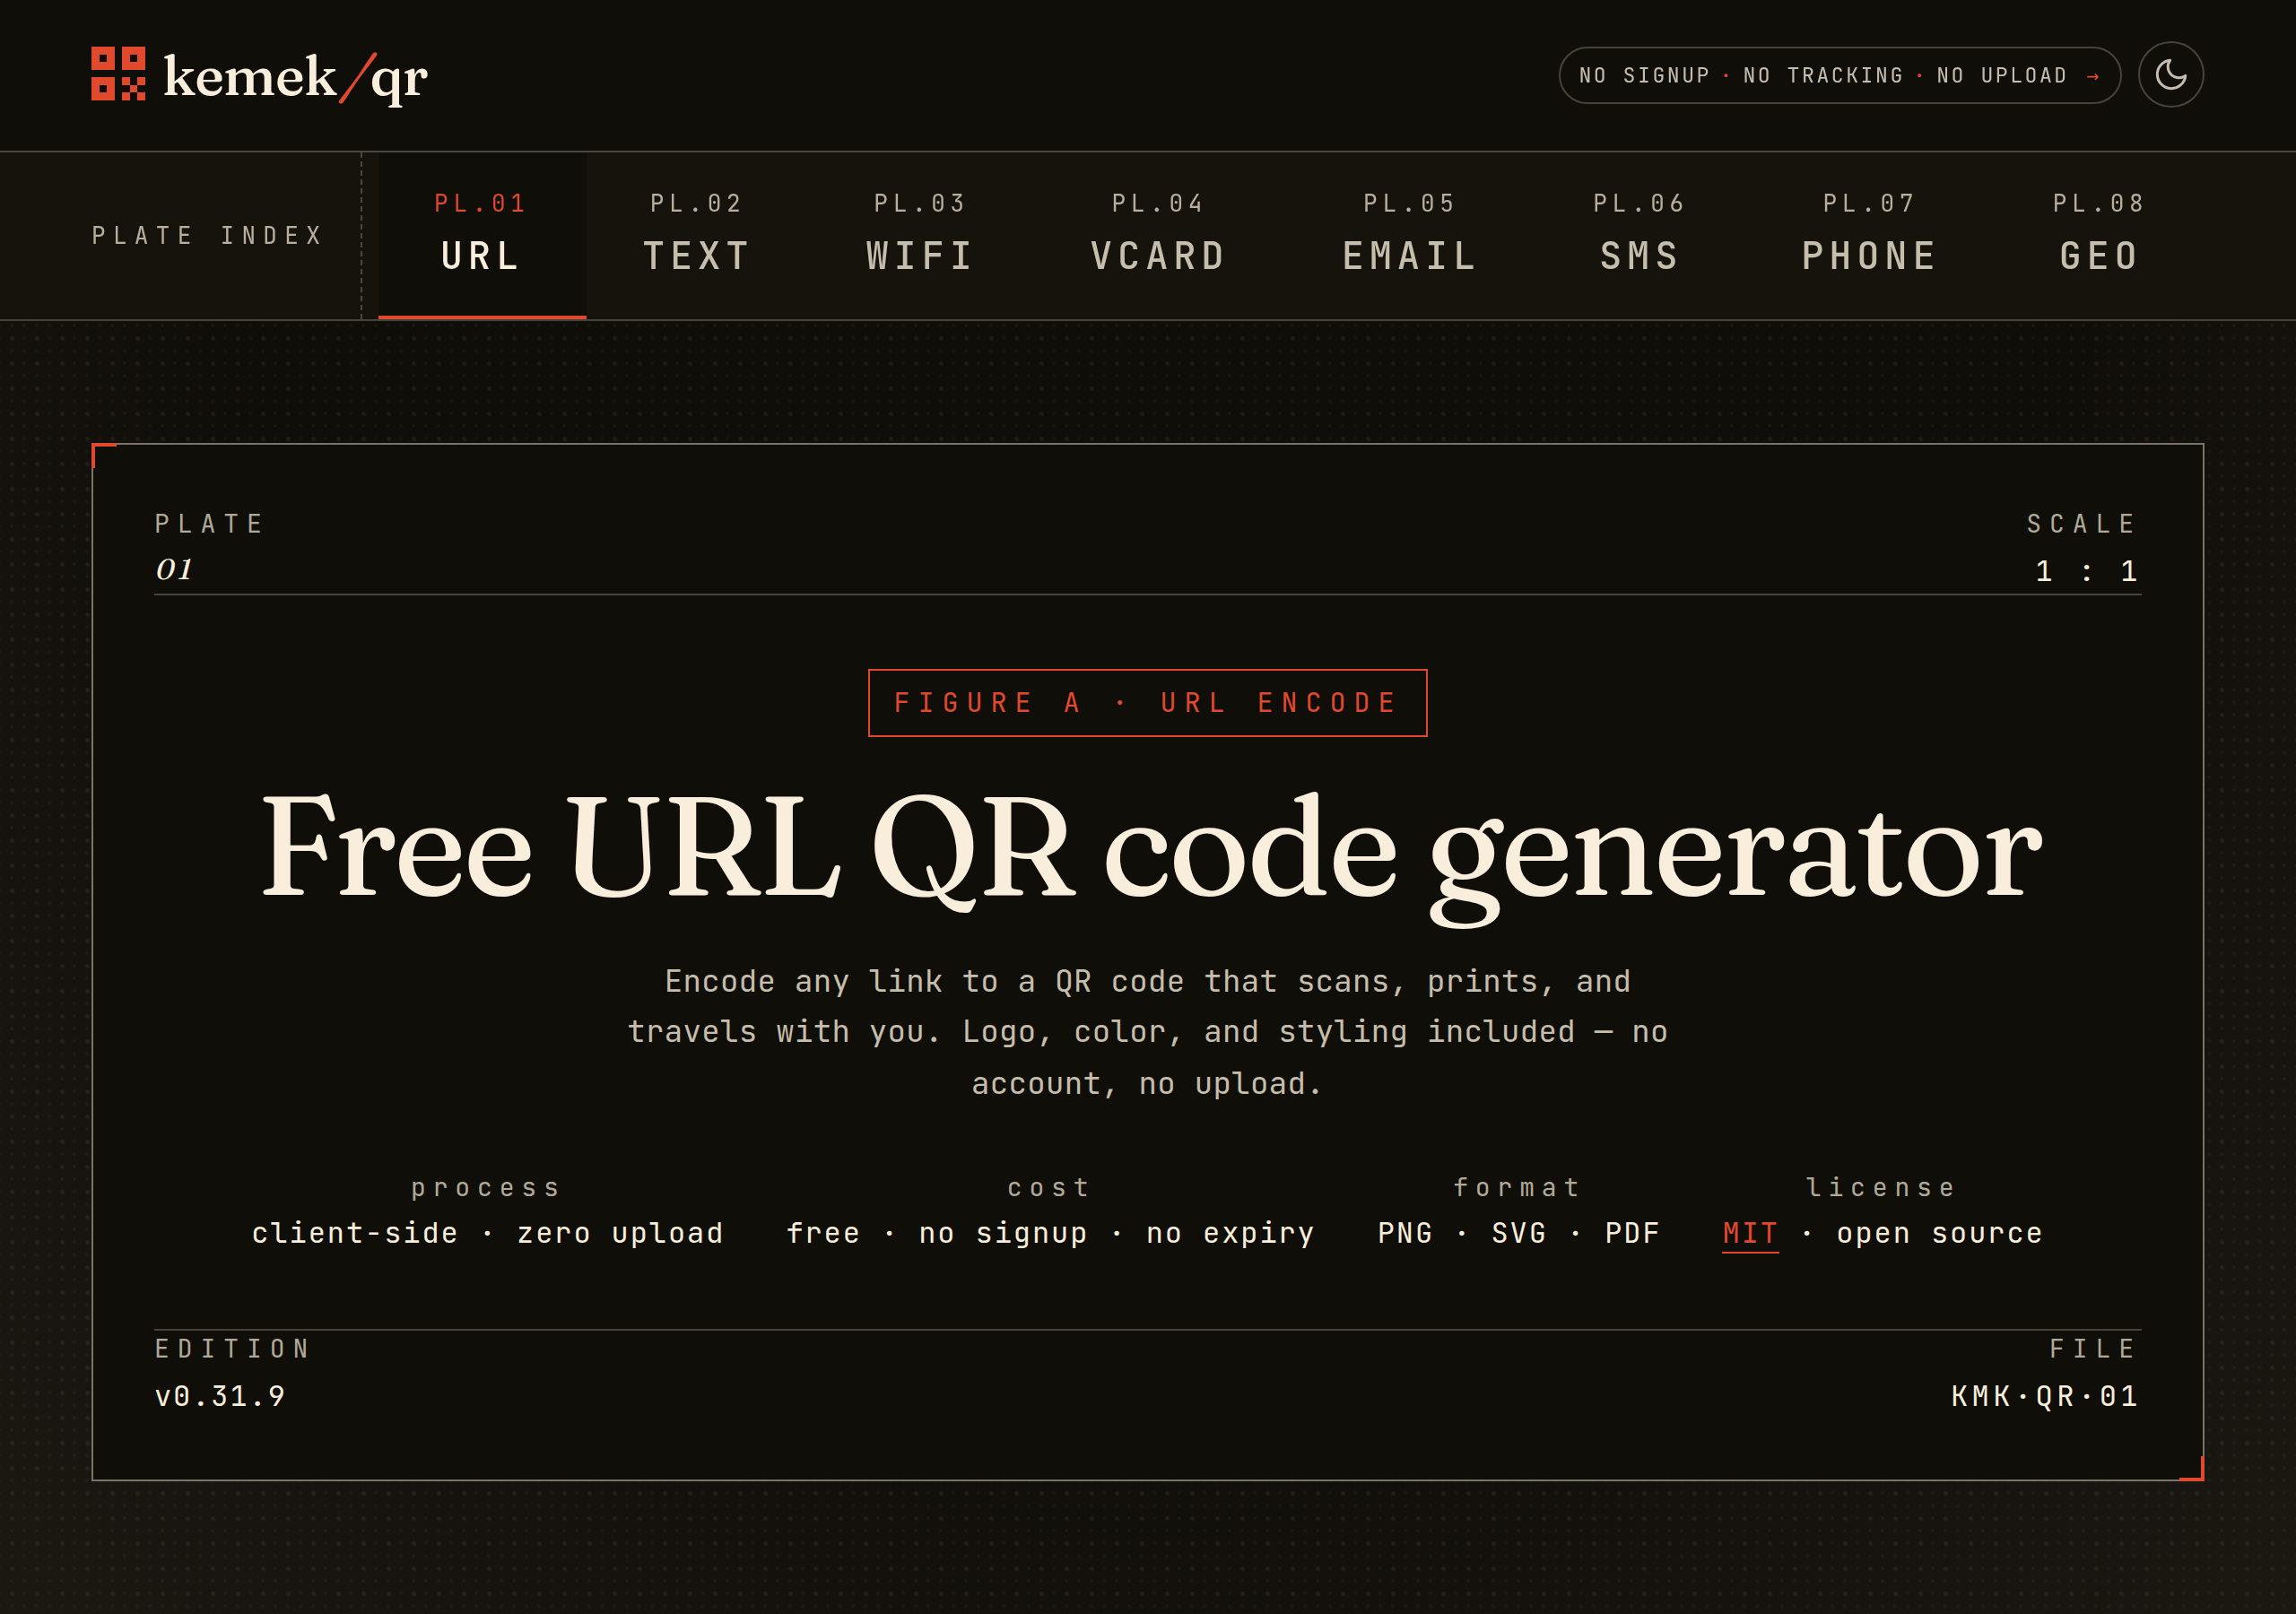 kemek/qr
NO SIGNUP · NO TRACKING · NO UPLOAD →
PLATE INDEX
PL.01
URL
PL.02
TEXT
PL.03
WIFI
PL.04
VCARD
PL.05
EMAIL
PL.06
SMS
PL.07
PHONE
PL.08
GEO
PLATE
01
SCALE
1 : 1
FIGURE A · URL ENCODE
Free URL QR code generator
Encode any link to a QR code that scans, prints, and
travels with you. Logo, color, and styling included — no
account, no upload.
process
client-side · zero upload
cost
free · no signup · no expiry
format
PNG · SVG · PDF
license
MIT · open source
EDITION
v0.31.9
FILE
KMK·QR·01